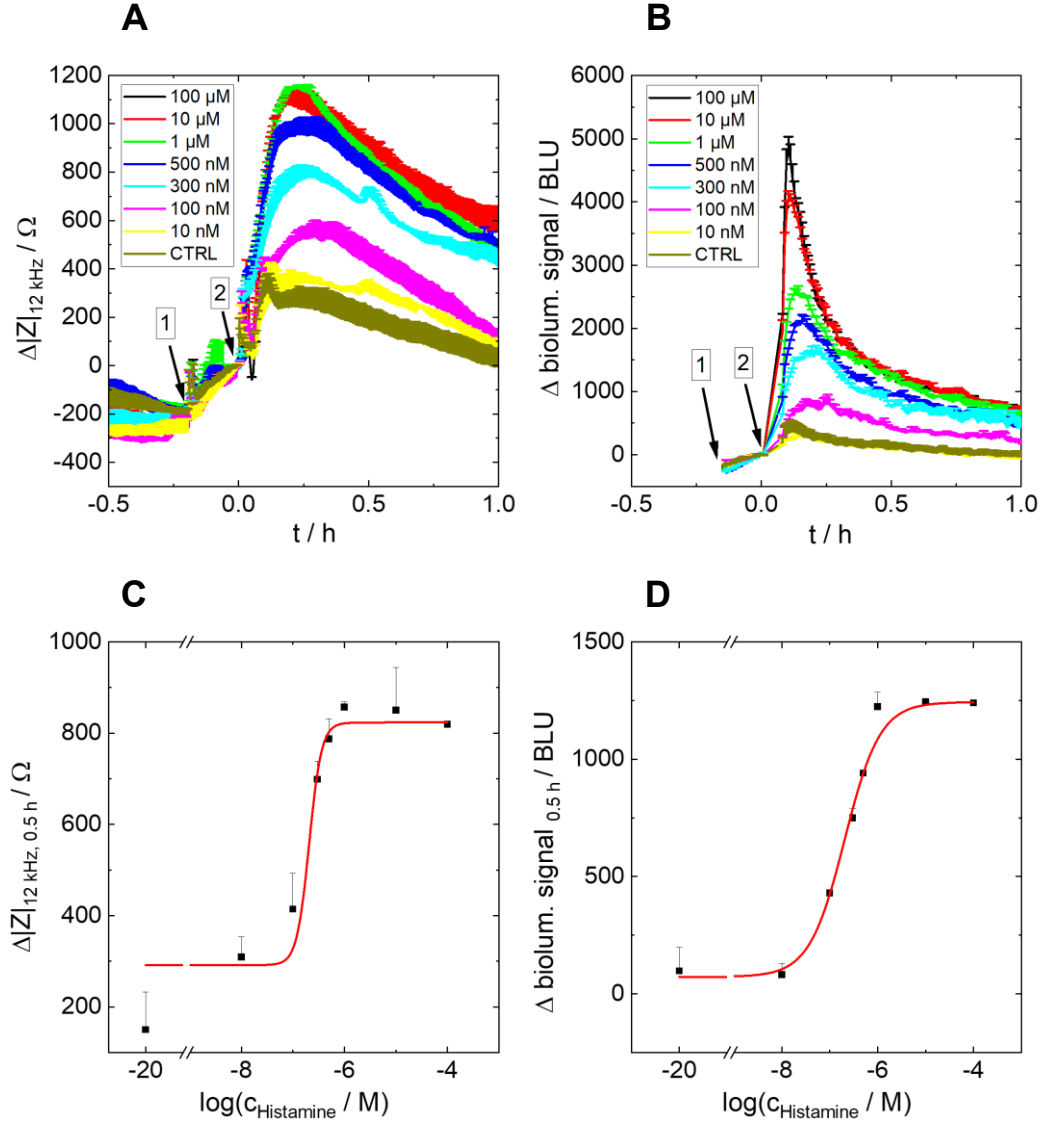 A
B
Δ|Z|12 kHz / Ω
1200
1000
800
600
400
200
0
-200
-400
100 µM
10 µM
1 µM
500 nM
300 nM
100 nM
10 nM
CTRL
1
2
-0.5
0.0
0.5
1.0
t / h
Δ biolum. signal / BLU
6000
5000
4000
3000
2000
1000
0
100 µM
10 µM
1 µM
500 nM
300 nM
100 nM
10 nM
CTRL
1
2
-0.5
0.0
0.5
1.0
t / h
C
D
Δ|Z|12 kHz, 0.5 h / Ω
1000
800
600
400
200
-20
-8
-6
-4
log(cHistamine / M)
Δ biolum. signal 0.5 h / BLU
1500
1000
500
0
-20
-8
-6
-4
log(cHistamine / M)